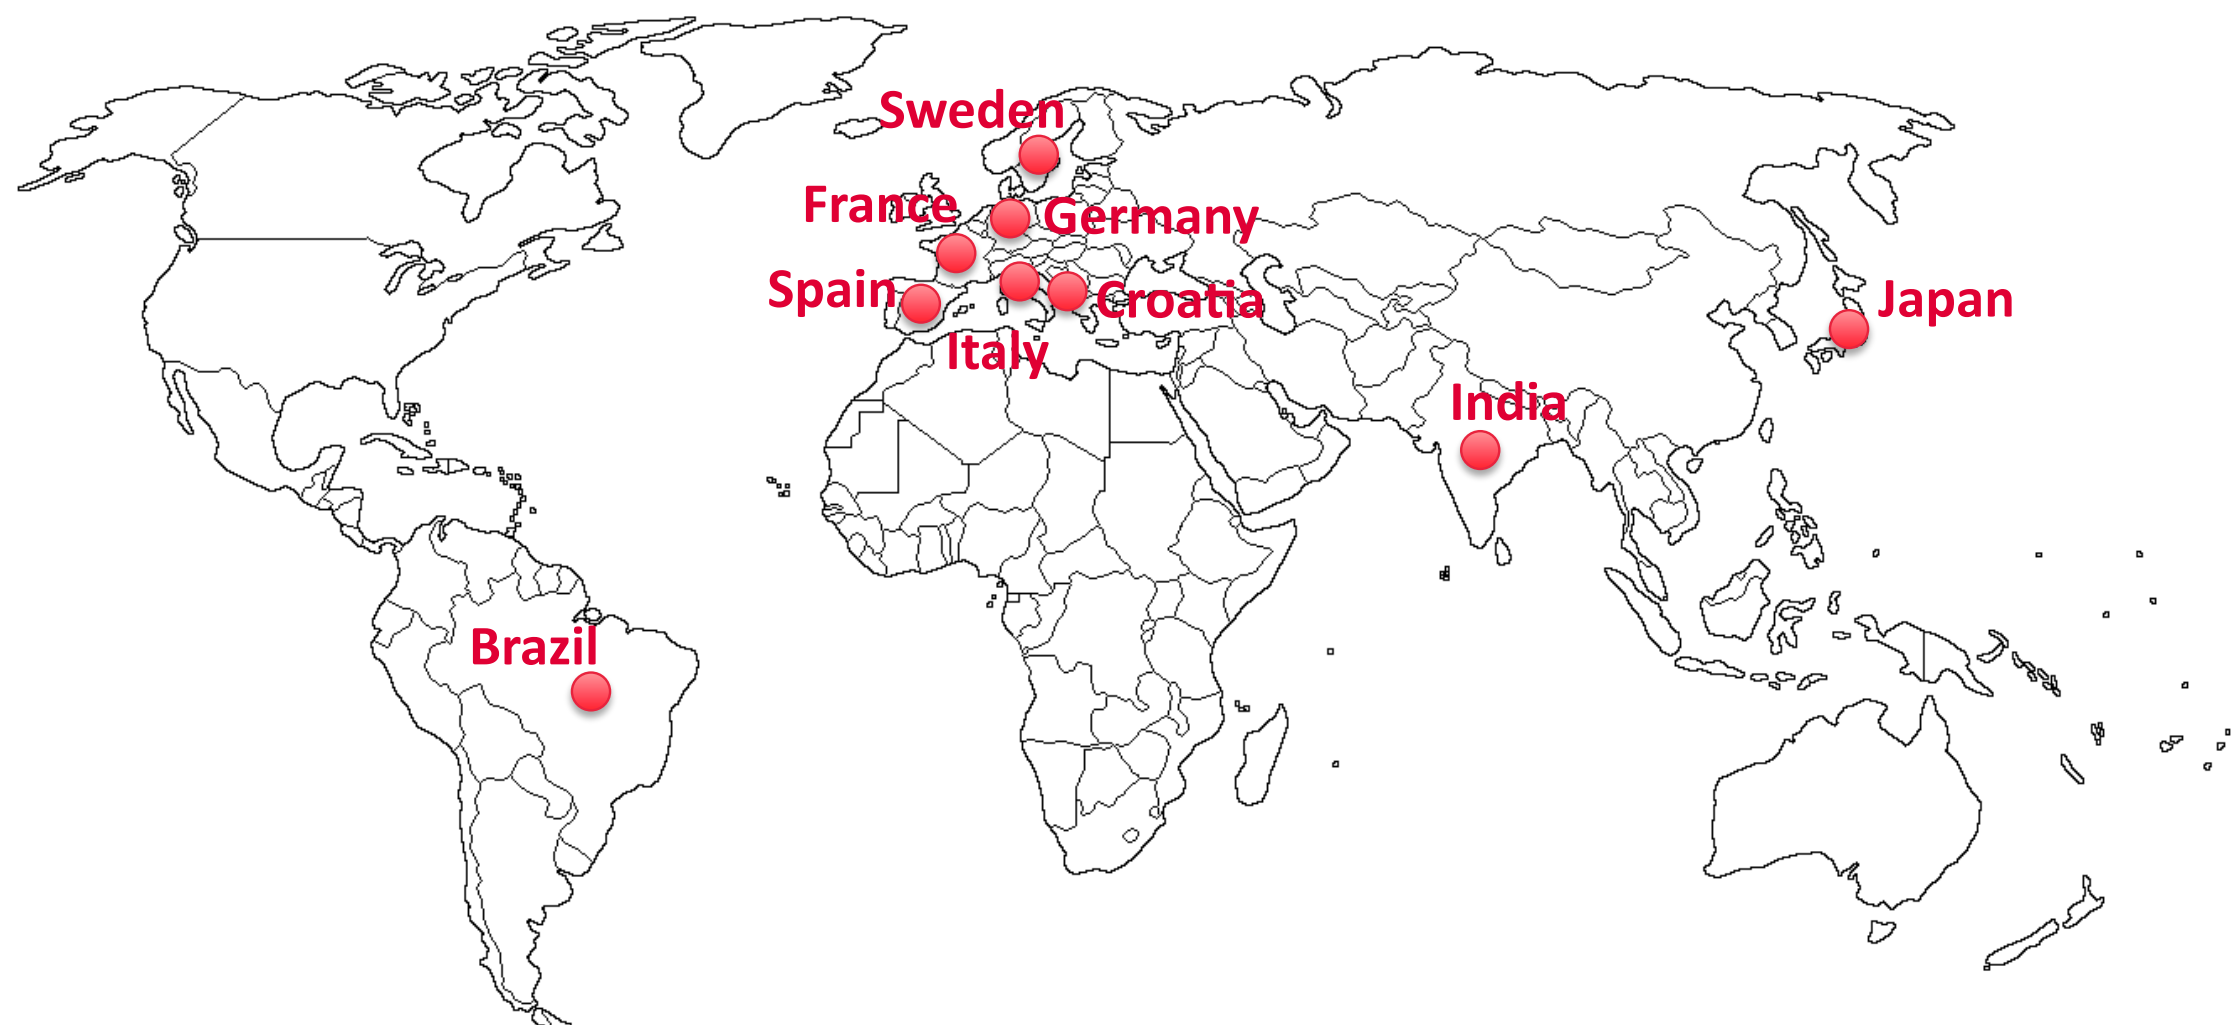 Sweden
France
Germany
Spain
Croatia
Japan
Italy
India
Brazil